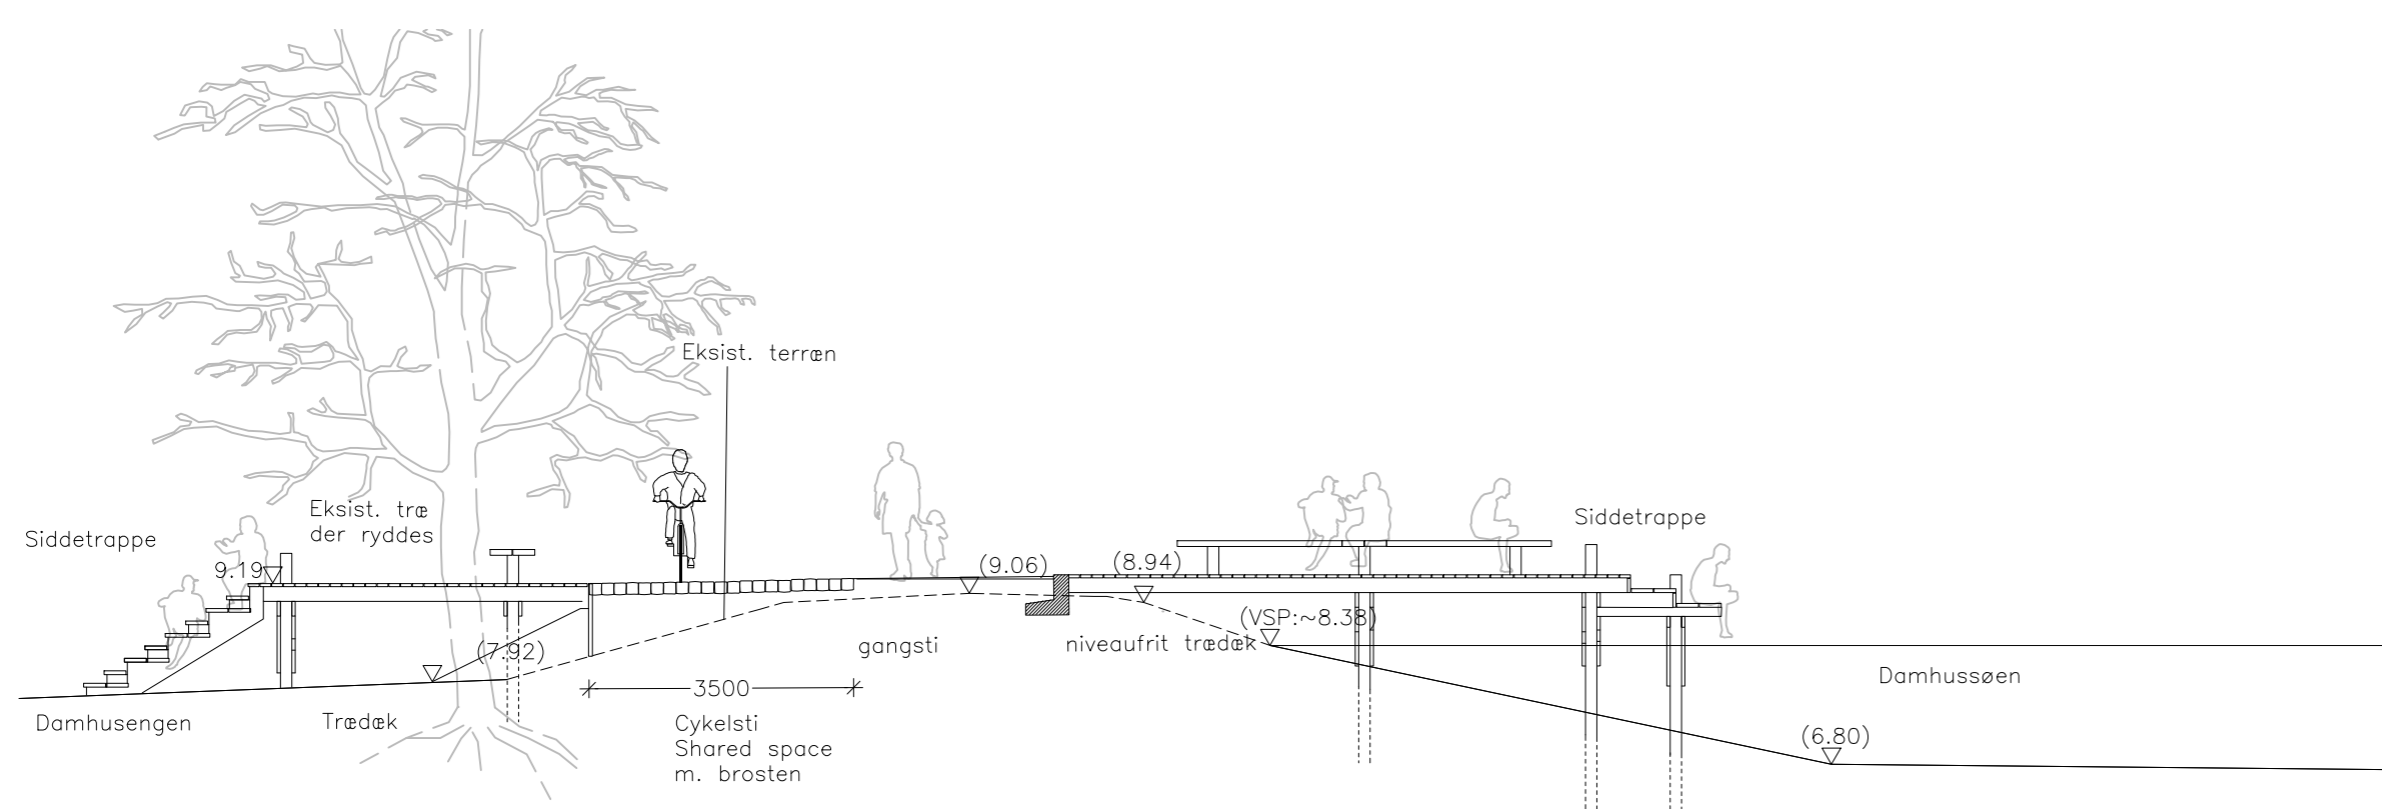 Eksist. terræn
Eksist. træ
der ryddes
Siddetrappe
Siddetrappe
9.19
(9.06)
(8.94)
(VSP:~8.38)
(7.92)
gangsti
niveaufrit trædæk
3500
Damhussøen
Damhusengen
Trædæk
Cykelsti
Shared space
m. brosten
(6.80)